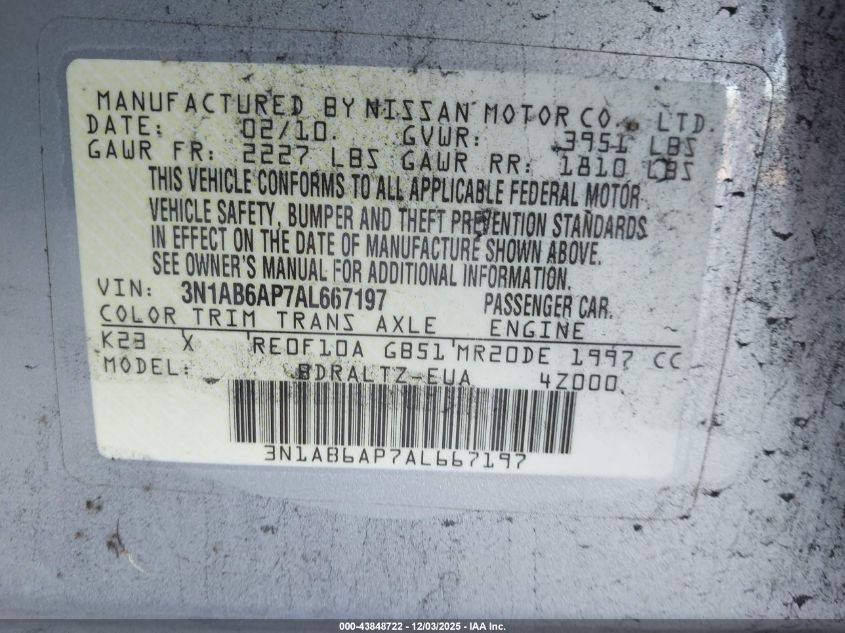 MANUFACTURED BY NISSAN MOTOR CO., LTD.
DATE: 02/10 GVWR: 3951 LBS
GAWR FR: 2227 LBS GAWR RR: 1810 LBS
THIS VEHICLE CONFORMS TO ALL APPLICABLE FEDERAL MOTOR
VEHICLE SAFETY, BUMPER AND THEFT PREVENTION STANDARDS
IN EFFECT ON THE DATE OF MANUFACTURE SHOWN ABOVE.
SEE OWNER'S MANUAL FOR ADDITIONAL INFORMATION.
VIN: 3N1AB6AP7AL667197 PASSENGER CAR.
COLOR TRIM TRANS AXLE ENGINE
K23 X RE0F10A GB51 MR20DE 1997 CC
MODEL: BDRALTZ-EUA 4Z000
3N1AB6AP7AL667197
000-43848722 - 12/03/2025 - IAA Inc.